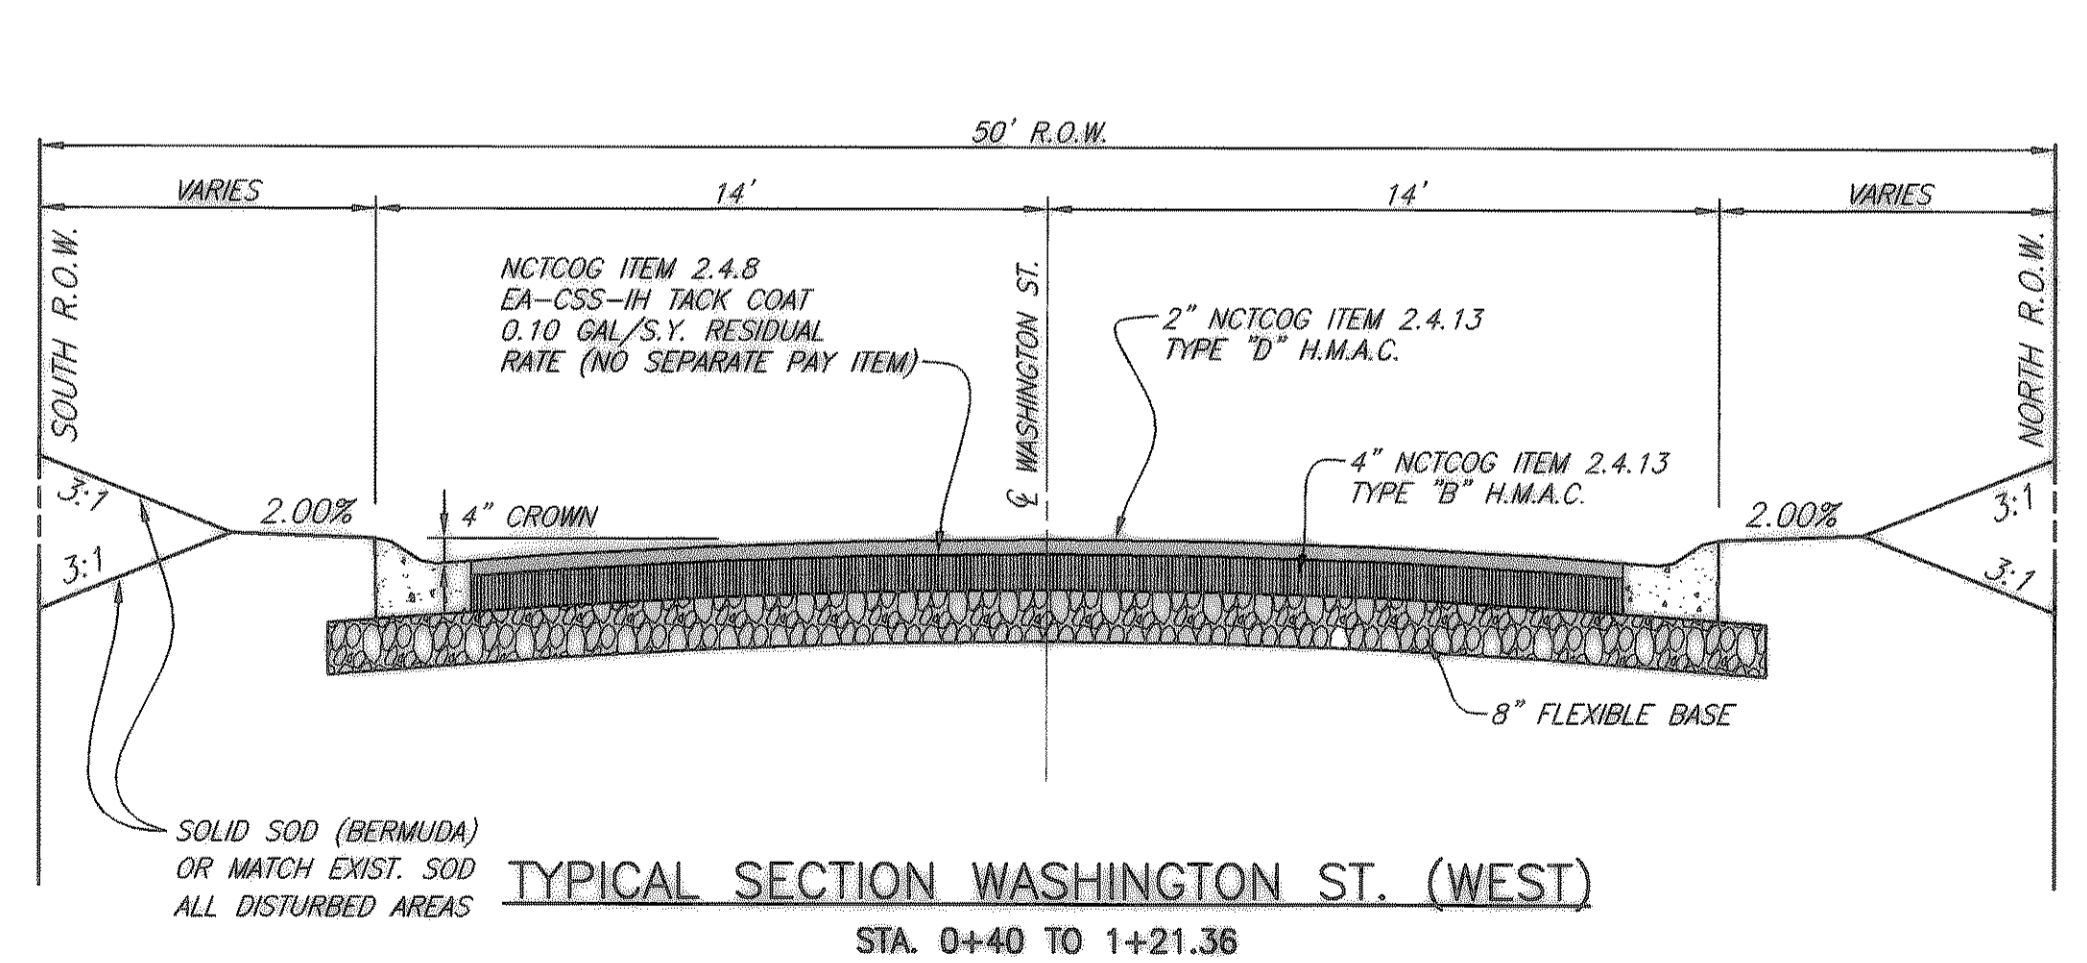 50' R.O.W.
VARIES
14'
14'
VARIES
SOUTH R.O.W.
NCTCOG ITEM 2.4.8
EA-CSS-IH TACK COAT
0.10 GAL/S.Y. RESIDUAL
RATE (NO SEPARATE PAY ITEM)
℄ WASHINGTON ST.
2" NCTCOG ITEM 2.4.13
TYPE "D" H.M.A.C.
4" NCTCOG ITEM 2.4.13
TYPE "B" H.M.A.C.
NORTH R.O.W.
3:1
3:1
2.00%
4" CROWN
2.00%
3:1
3:1
8" FLEXIBLE BASE
SOLID SOD (BERMUDA)
OR MATCH EXIST. SOD
ALL DISTURBED AREAS
TYPICAL SECTION WASHINGTON ST. (WEST)
STA. 0+40 TO 1+21.36